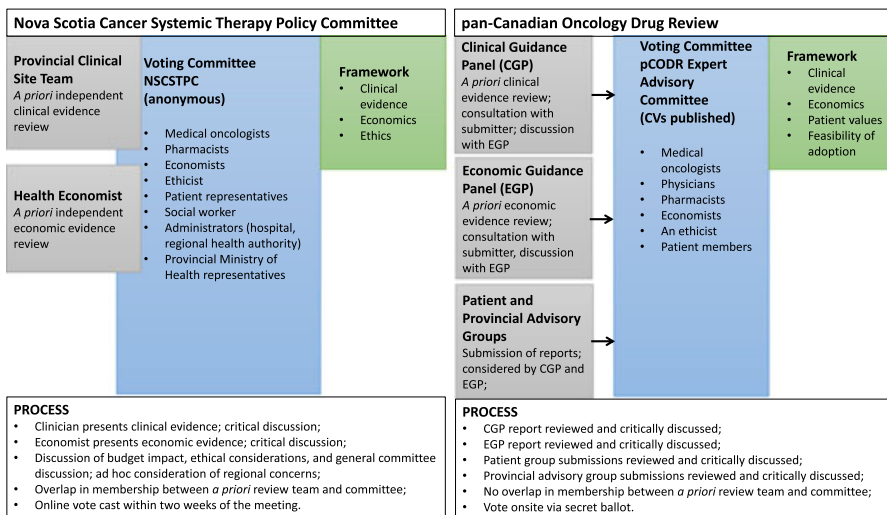 Nova Scotia Cancer Systemic Therapy Policy Committee
Provincial Clinical
Site Team
A priori independent
clinical evidence
review
Health Economist
A priori independent
economic evidence
review
Voting Committee
NSCSTPC
(anonymous)
• Medical oncologists
• Pharmacists
• Economists
• Ethicist
• Patient representatives
• Social worker
• Administrators (hospital,
regional health authority)
• Provincial Ministry of
Health representatives
Framework
• Clinical
evidence
• Economics
• Ethics
PROCESS
• Clinician presents clinical evidence; critical discussion;
• Economist presents economic evidence; critical discussion;
• Discussion of budget impact, ethical considerations, and general committee
discussion; ad hoc consideration of regional concerns;
• Overlap in membership between a priori review team and committee;
• Online vote cast within two weeks of the meeting.
pan-Canadian Oncology Drug Review
Clinical Guidance
Panel (CGP)
A priori clinical
evidence review;
consultation with
submitter; discussion
with EGP
Economic Guidance
Panel (EGP)
A priori economic
evidence review;
consultation with
submitter, discussion
with EGP
Patient and
Provincial Advisory
Groups
Submission of reports;
considered by CGP and
EGP;
Voting Committee
pCODR Expert
Advisory
Committee
(CVs published)
• Medical
oncologists
• Physicians
• Pharmacists
• Economists
• An ethicist
• Patient members
Framework
• Clinical
evidence
• Economics
• Patient values
• Feasibility of
adoption
PROCESS
• CGP report reviewed and critically discussed;
• EGP report reviewed and critically discussed;
• Patient group submissions reviewed and critically discussed;
• Provincial advisory group submissions reviewed and critically discussed;
• No overlap in membership between a priori review team and committee;
• Vote onsite via secret ballot.